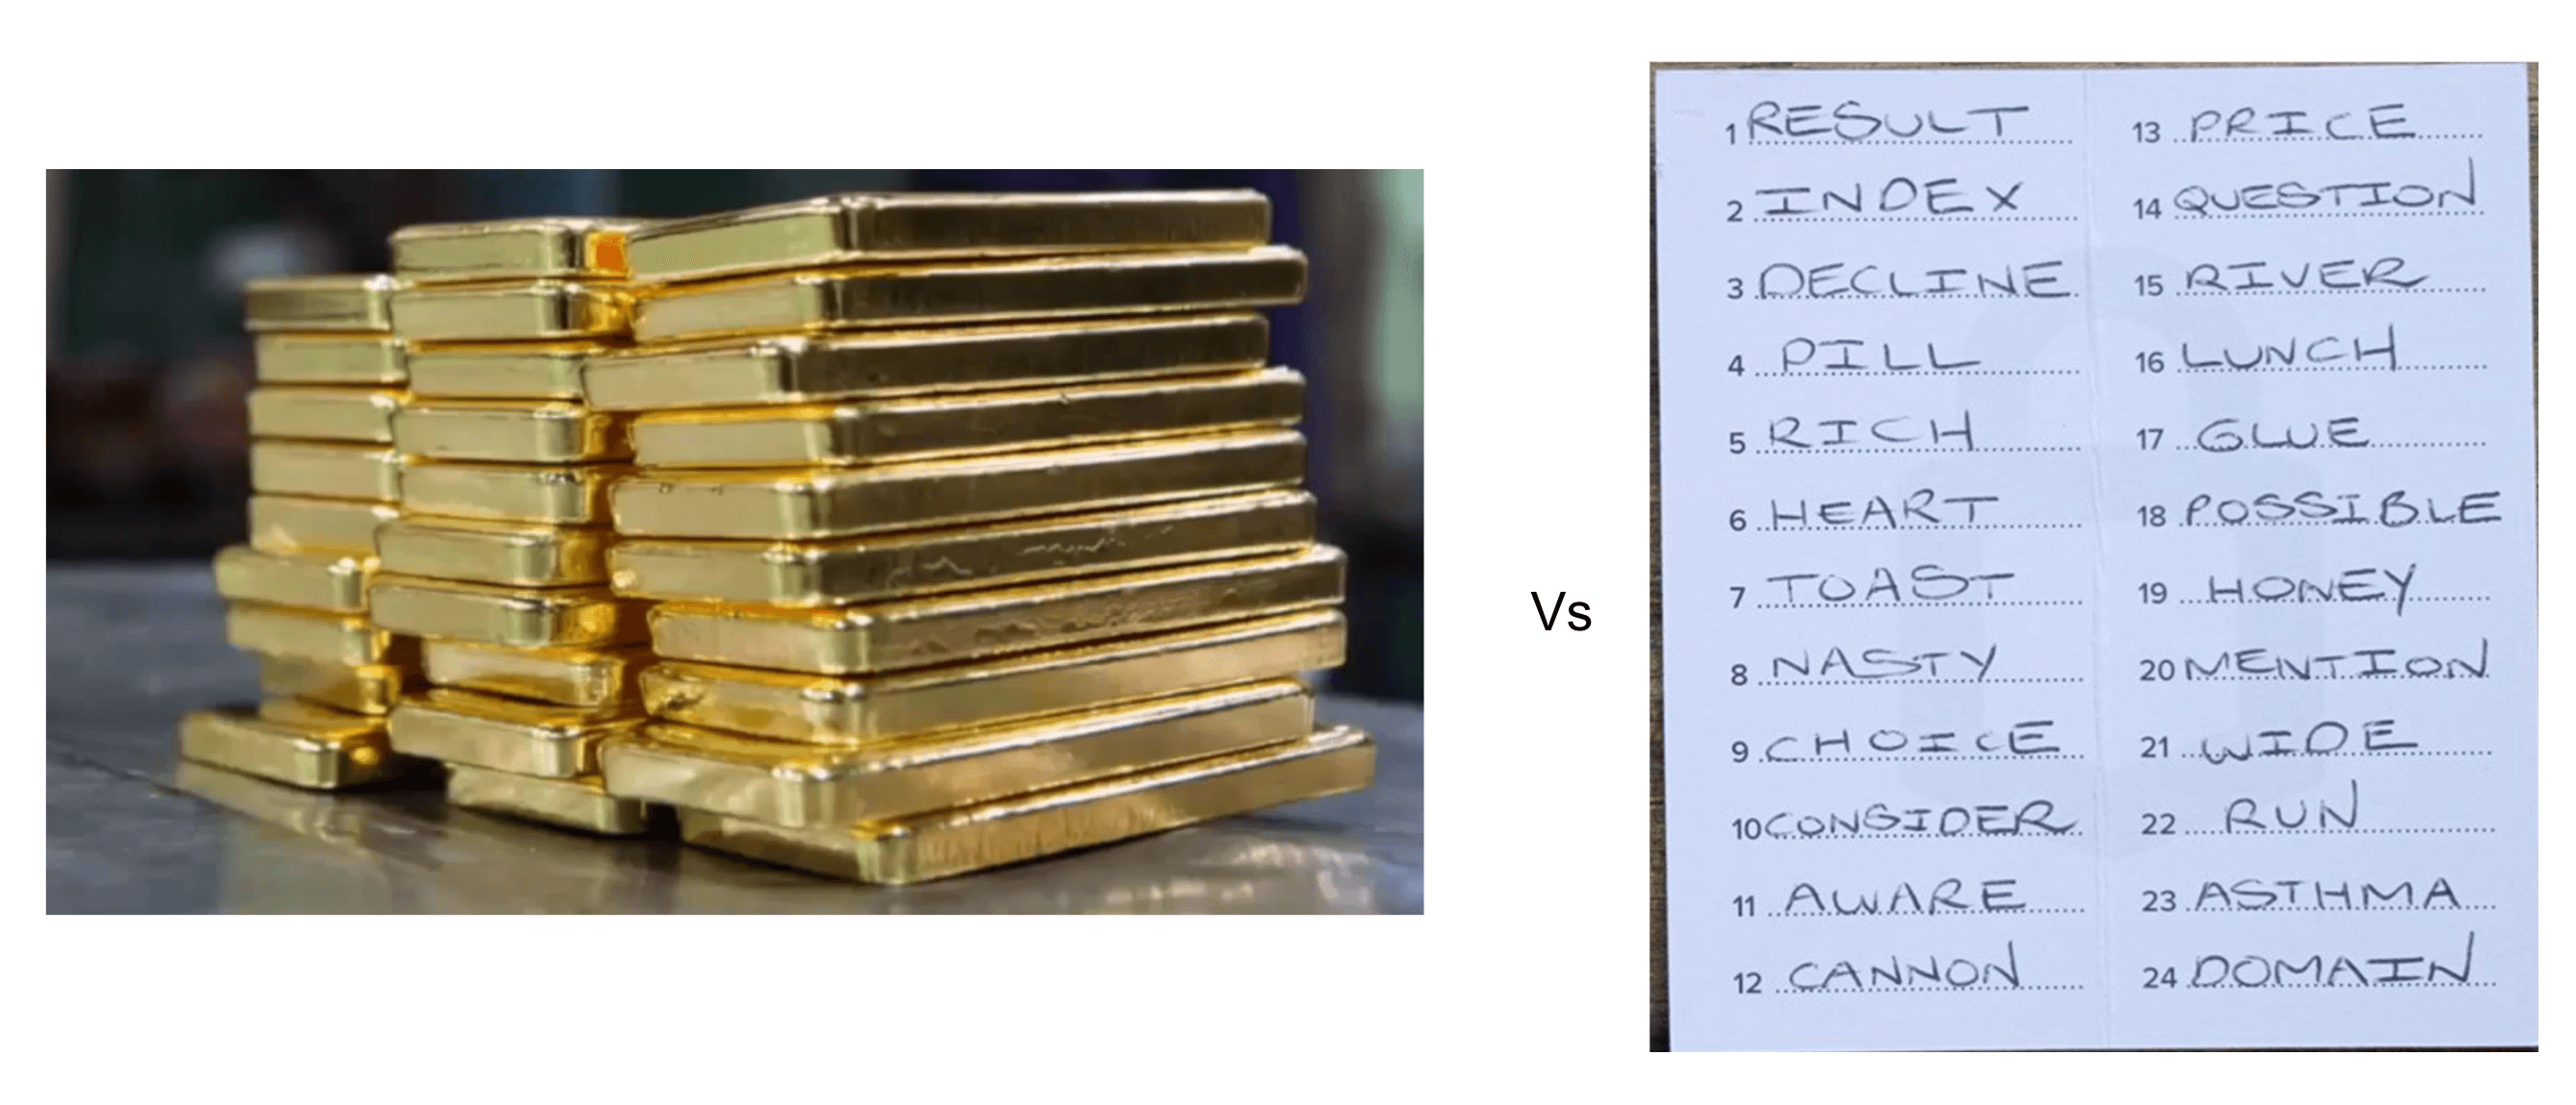 Vs
1 RESULT
2 INDEX
3 DECLINE
4 PILL
5 RICH
6 HEART
7 TOAST
8 NASTY
9 CHOICE
10 CONSIDER
11 AWARE
12 CANNON
13 PRICE
14 QUESTION
15 RIVER
16 LUNCH
17 GLUE
18 POSSIBLE
19 HONEY
20 MENTION
21 WIDE
22 RUN
23 ASTHMA
24 DOMAIN